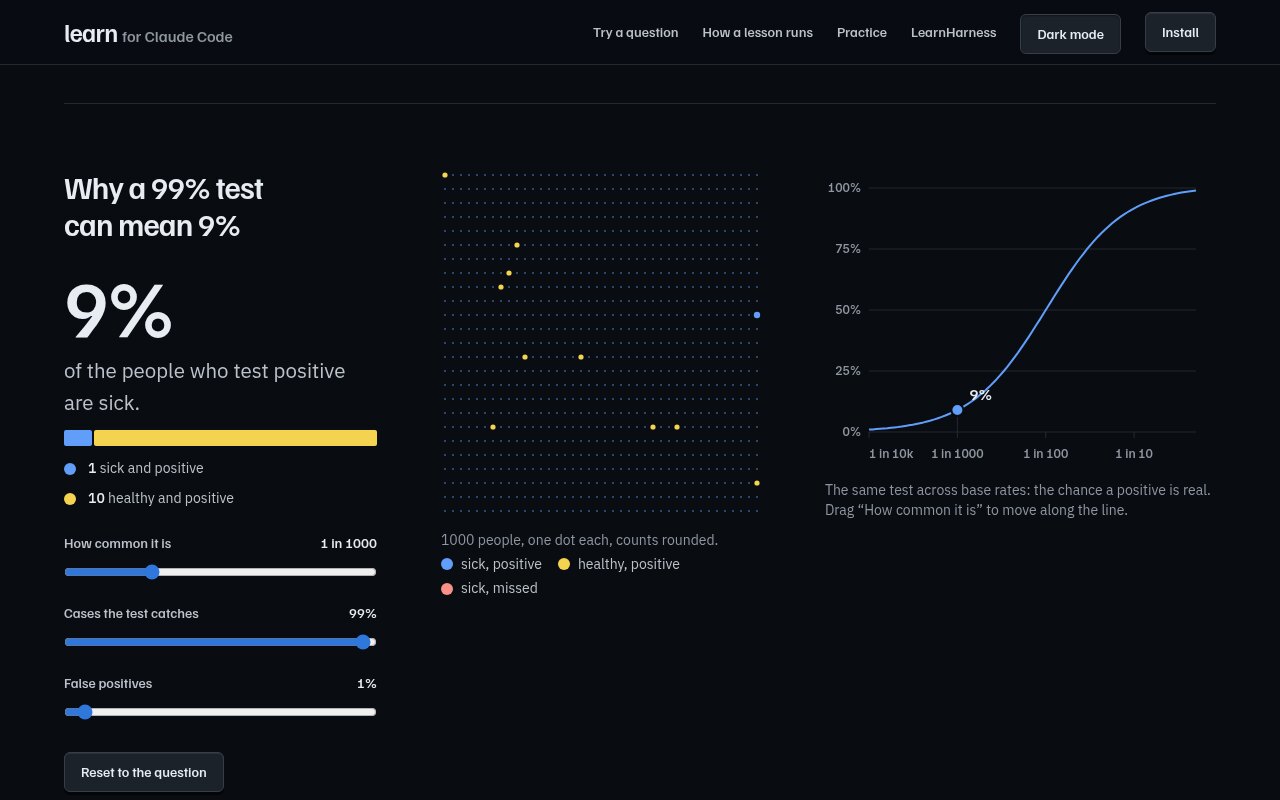 learn for Claude Code
Try a question
How a lesson runs
Practice
LearnHarness
Dark mode
Install
Why a 99% test
can mean 9%
9%
of the people who test positive
are sick.
1 sick and positive
10 healthy and positive
How common it is
1 in 1000
Cases the test catches
99%
False positives
1%
Reset to the question
1000 people, one dot each, counts rounded.
sick, positive
healthy, positive
sick, missed
100%
75%
50%
25%
0%
9%
1 in 10k
1 in 1000
1 in 100
1 in 10
The same test across base rates: the chance a positive is real.
Drag “How common it is” to move along the line.